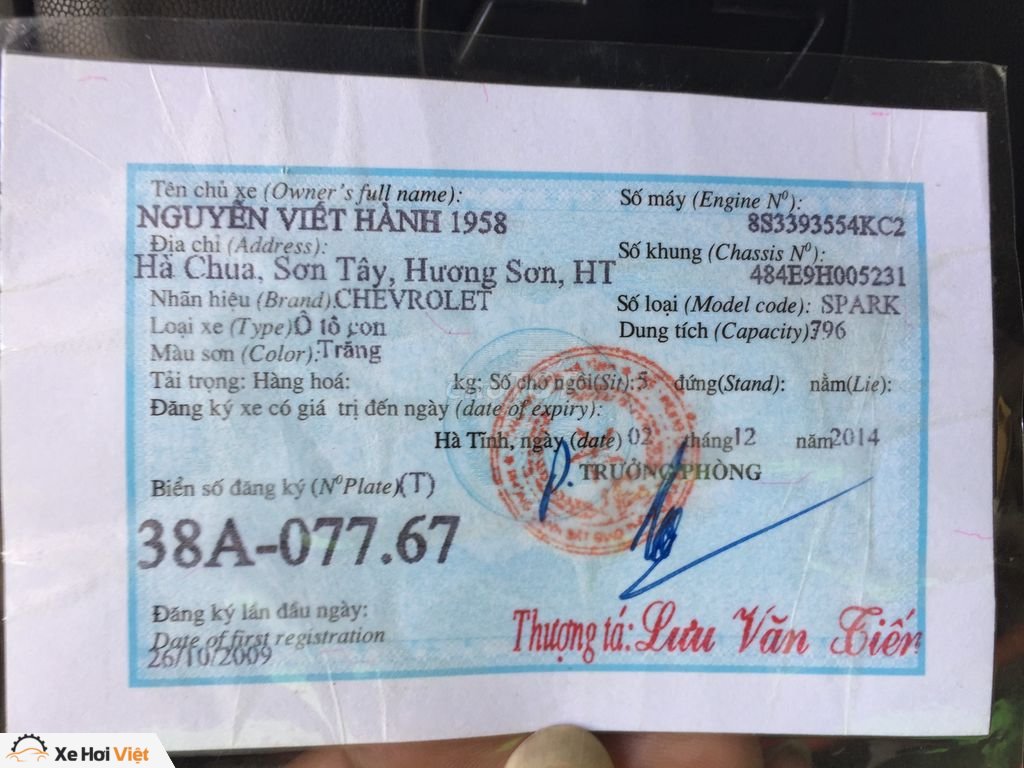 Tên chủ xe (Owner's full name):
NGUYỄN VIẾT HÀNH 1958
Địa chỉ (Address):
Hà Chua, Sơn Tây, Hương Sơn, HT
Nhãn hiệu (Brand): CHEVROLET
Loại xe (Type) Ô tô con
Màu sơn (Color): Trắng
Số máy (Engine Nº):
8S3393554KC2
Số khung (Chassis Nº):
484E9H005231
Số loại (Model code): SPARK
Dung tích (Capacity): 796
Tải trọng: Hàng hoá: kg; Số chỗ ngồi(Sit): 5 đứng(Stand): nằm(Lie):
Đăng ký xe có giá trị đến ngày (date of expiry):
Hà Tĩnh, ngày (date) 02 tháng 12 năm 2014
P. TRƯỞNG PHÒNG
Biển số đăng ký (NºPlate) (T)
38A-077.67
Đăng ký lần đầu ngày:
Date of first registration
26/10/2009
Thượng tá: Lưu Văn Tiến
Xe Hơi Việt